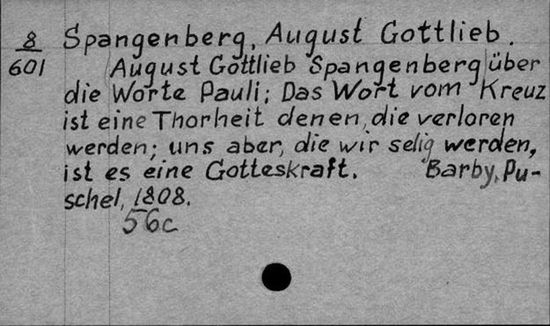 8
601
Spangenberg, August Gottlieb.
August Gottlieb Spangenberg über
die Worte Pauli; Das Wort vom Kreuz
ist eine Thorheit denen, die verloren
werden; uns aber, die wir selig werden,
ist es eine Gotteskraft. Barby, Pu-
schel, 1808.
56c